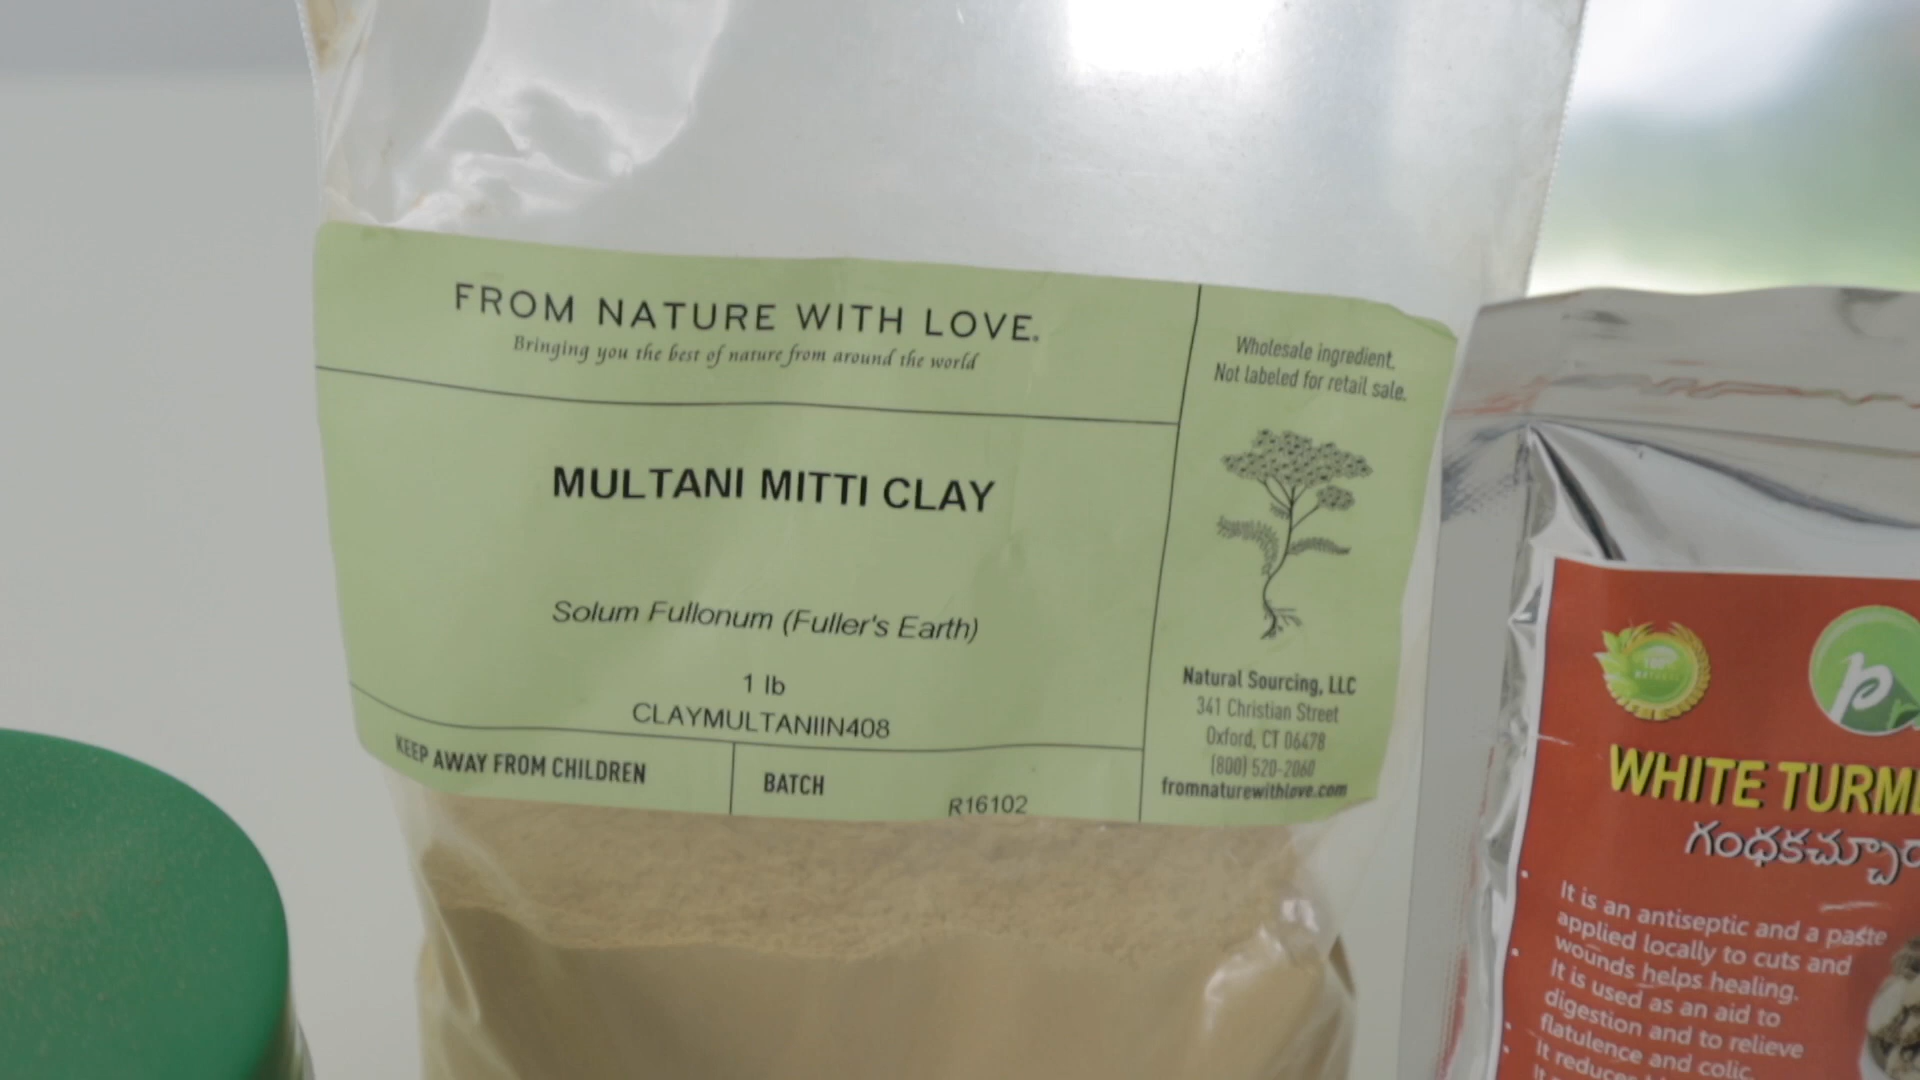 FROM NATURE WITH LOVE.
Bringing you the best of nature from around the world
MULTANI MITTI CLAY
Solum Fullonum (Fuller's Earth)
1 lb
CLAYMULTANIIN408
KEEP AWAY FROM CHILDREN
BATCH
R16102
Wholesale ingredient.
Not labeled for retail sale.
Natural Sourcing, LLC
341 Christian Street
Oxford, CT 06478
(800) 520-2060
fromnaturewithlove.com
WHITE
It is an antiseptic and a paste
applied locally to cuts and
wounds helps healing.
It is used as an aid to
digestion and to relieve
flatulence and colic.
It
It